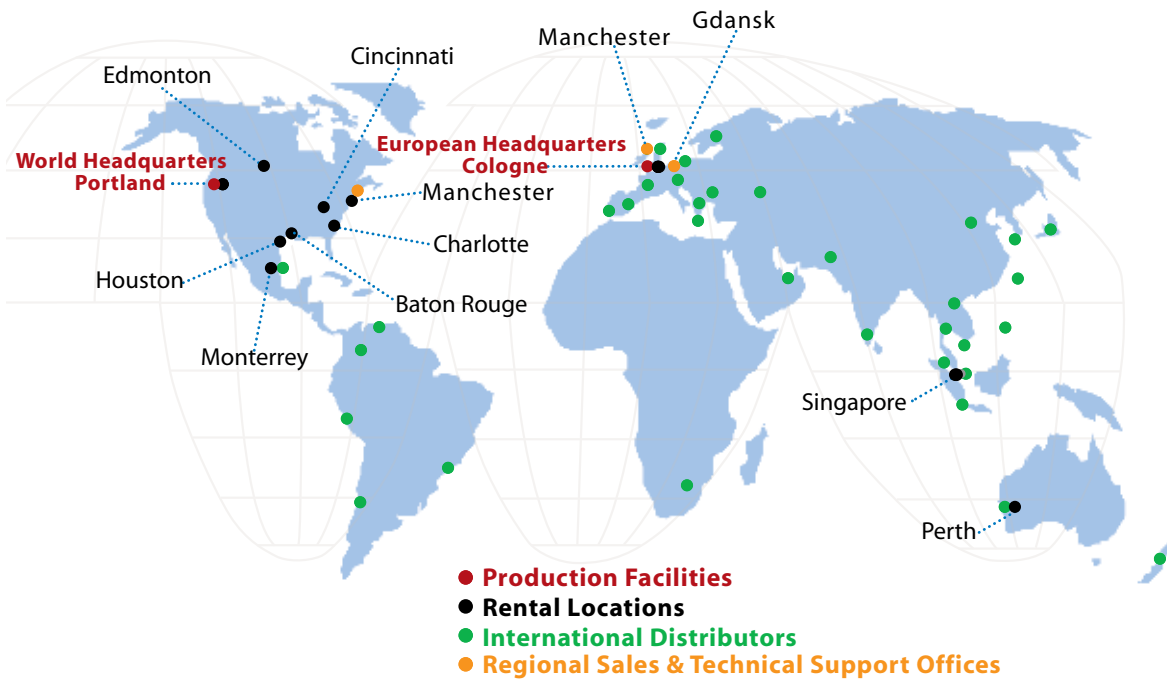 Gdansk
Manchester
Cincinnati
Edmonton
European Headquarters
Cologne
World Headquarters
Portland
Manchester
Charlotte
Houston
Baton Rouge
Monterrey
Singapore
Perth
Production Facilities
Rental Locations
International Distributors
Regional Sales & Technical Support Offices